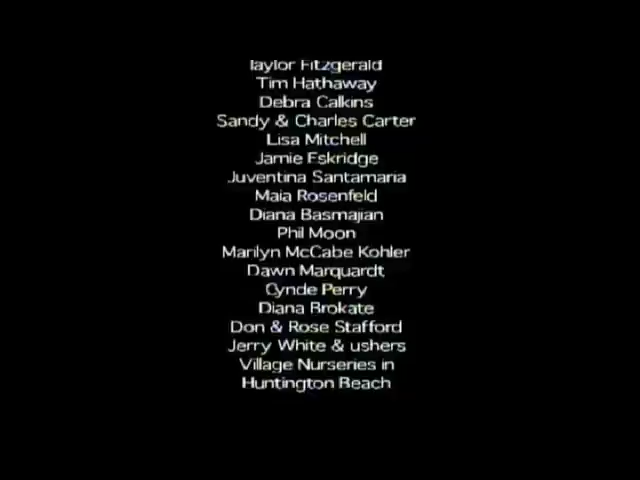 Taylor Fitzgerald
Tim Hathaway
Debra Calkins
Sandy & Charles Carter
Lisa Mitchell
Jamie Eskridge
Juventina Santamaria
Maia Rosenfeld
Diana Basmajian
Phil Moon
Marilyn McCabe Kohler
Dawn Marquardt
Cynde Perry
Diana Brokate
Don & Rose Stafford
Jerry White & ushers
Village Nurseries in
Huntington Beach